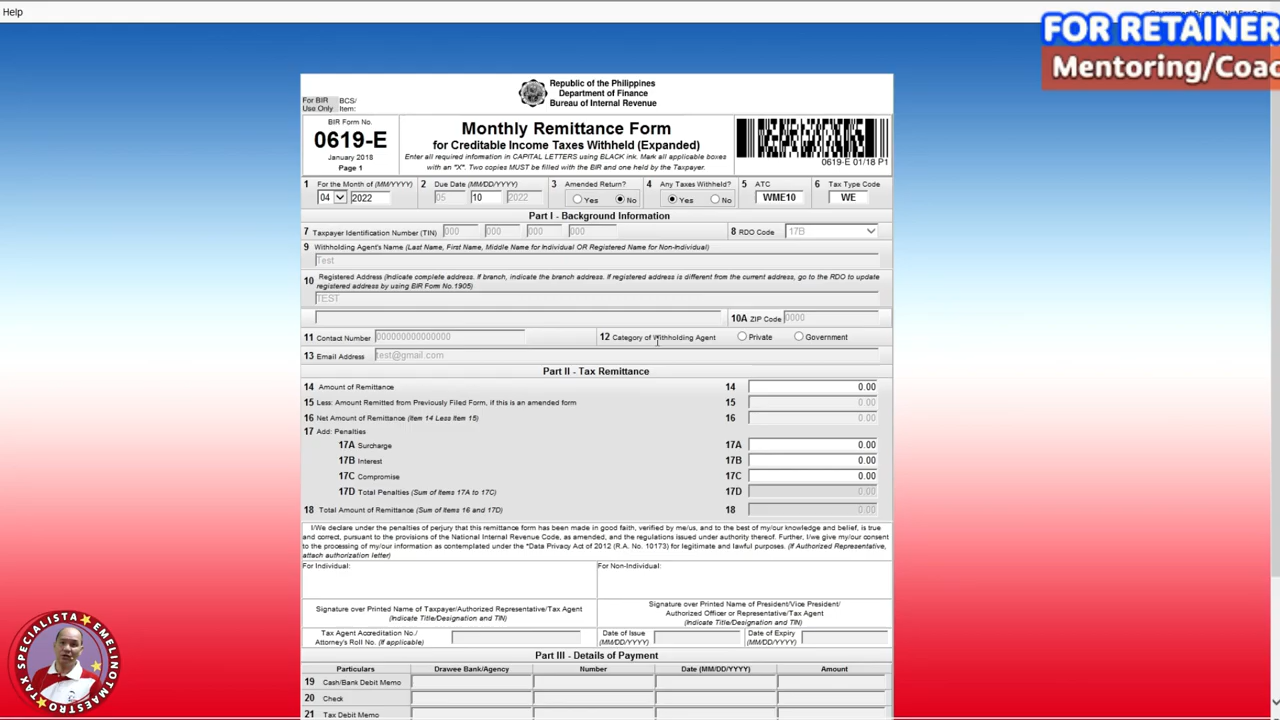 Help
FOR RETAINER
Mentoring/Coac
Republic of the Philippines
Department of Finance
Bureau of Internal Revenue
For BIR BCS/
Use Only Item:
BIR Form No.
0619-E
January 2018
Page 1
Monthly Remittance Form
for Creditable Income Taxes Withheld (Expanded)
Enter all required information in CAPITAL LETTERS using BLACK ink. Mark all applicable boxes
with an "X". Two copies MUST be filled with the BIR and one held by the Taxpayer.
0619-E 01/18 P1
1 For the Month of (MM/YYYY) 2 Due Date (MM/DD/YYYY) 3 Amended Return? 4 Any Taxes Withheld? 5 ATC 6 Tax Type Code
04 2022 05 10 2022 Yes No Yes No WME10 WE
Part I - Background Information
7 Taxpayer Identification Number (TIN) 000 000 000 000 8 RDO Code 17B
9 Withholding Agent's Name (Last Name, First Name, Middle Name for Individual OR Registered Name for Non-Individual)
Test
10 Registered Address (Indicate complete address. If branch, indicate the branch address. If registered address is different from the current address, go to the RDO to update
registered address by using BIR Form No.1905)
TEST
10A ZIP Code 0000
11 Contact Number 00000000000000 12 Category of Withholding Agent Private Government
13 Email Address test@gmail.com
Part II - Tax Remittance
14 Amount of Remittance 14 0.00
15 Less: Amount Remitted from Previously Filed Form, if this is an amended form 15 0.00
16 Net Amount of Remittance (Item 14 Less Item 15) 16 0.00
17 Add: Penalties
17A Surcharge 17A 0.00
17B Interest 17B 0.00
17C Compromise 17C 0.00
17D Total Penalties (Sum of Items 17A to 17C) 17D 0.00
18 Total Amount of Remittance (Sum of Items 16 and 17D) 18 0.00
I/We declare under the penalties of perjury that this remittance form has been made in good faith, verified by me/us, and to the best of my/our knowledge and belief, is true
and correct, pursuant to the provisions of the National Internal Revenue Code, as amended, and the regulations issued under authority thereof. Further, I/we give my/our consent
to the processing of my/our information as contemplated under the *Data Privacy Act of 2012 (R.A. No. 10173) for legitimate and lawful purposes. (If Authorized Representative,
attach authorization letter)
For Individual: For Non-Individual:
Signature over Printed Name of Taxpayer/Authorized Representative/Tax Agent
(Indicate Title/Designation and TIN)
Signature over Printed Name of President/Vice President/
Authorized Officer or Representative/Tax Agent
(Indicate Title/Designation and TIN)
Tax Agent Accreditation No./ Date of Issue Date of Expiry
Attorney's Roll No. (If applicable) (MM/DD/YYYY) (MM/DD/YYYY)
Part III - Details of Payment
Particulars Drawee Bank/Agency Number Date (MM/DD/YYYY) Amount
19 Cash/Bank Debit Memo
20 Check
21 Tax Debit Memo